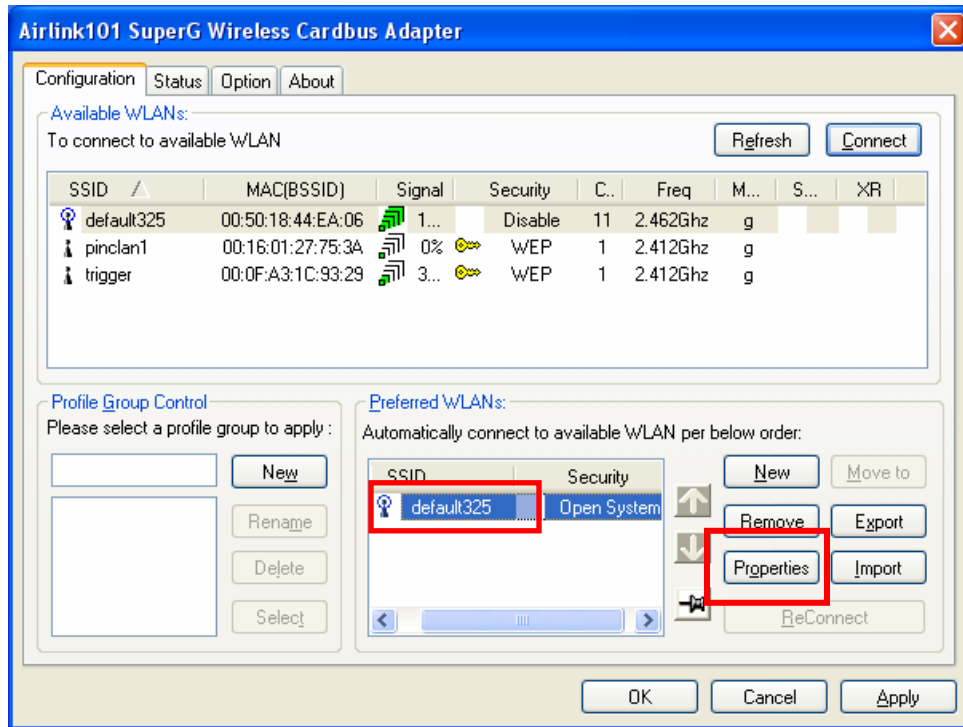 Airlink101 SuperG Wireless Cardbus Adapter
Configuration Status Option About
Available WLANs:
To connect to available WLAN
Refresh Connect
SSID MAC(BSSID) Signal Security C.. Freq M... S... XR
default325 00:50:18:44:EA:06 1... Disable 11 2.462Ghz g
pinclan1 00:16:01:27:75:3A 0% WEP 1 2.412Ghz g
trigger 00:0F:A3:1C:93:29 3... WEP 1 2.412Ghz g
Profile Group Control
Please select a profile group to apply :
New
Rename
Delete
Select
Preferred WLANs:
Automatically connect to available WLAN per below order:
SSID Security
default325 Open System
New Move to
Remove Export
Properties Import
ReConnect
OK Cancel Apply